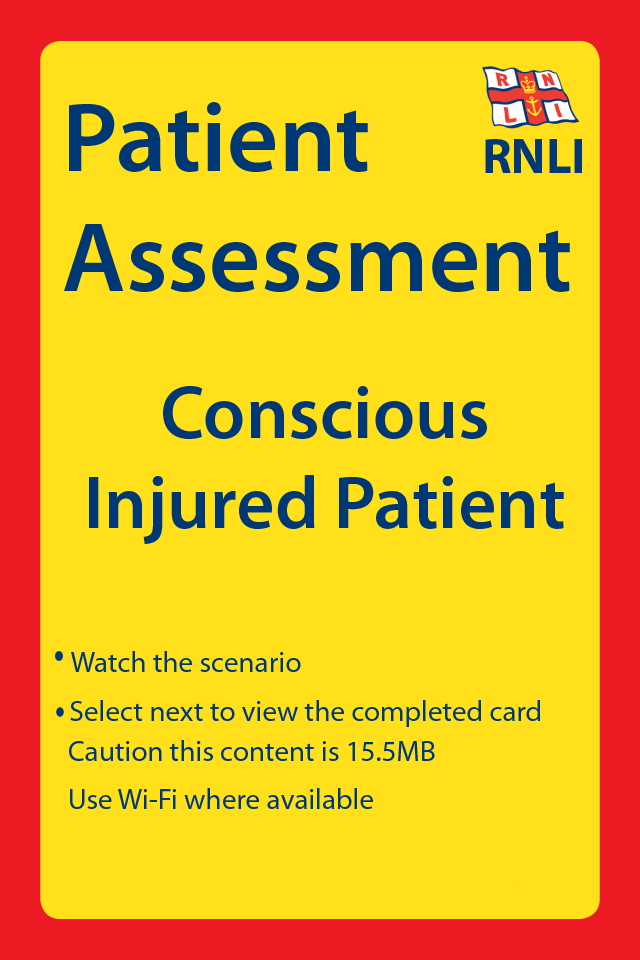 Patient
Assessment
R N
L I
RNLI
Conscious
Injured Patient
• Watch the scenario
• Select next to view the completed card
Caution this content is 15.5MB
Use Wi-Fi where available